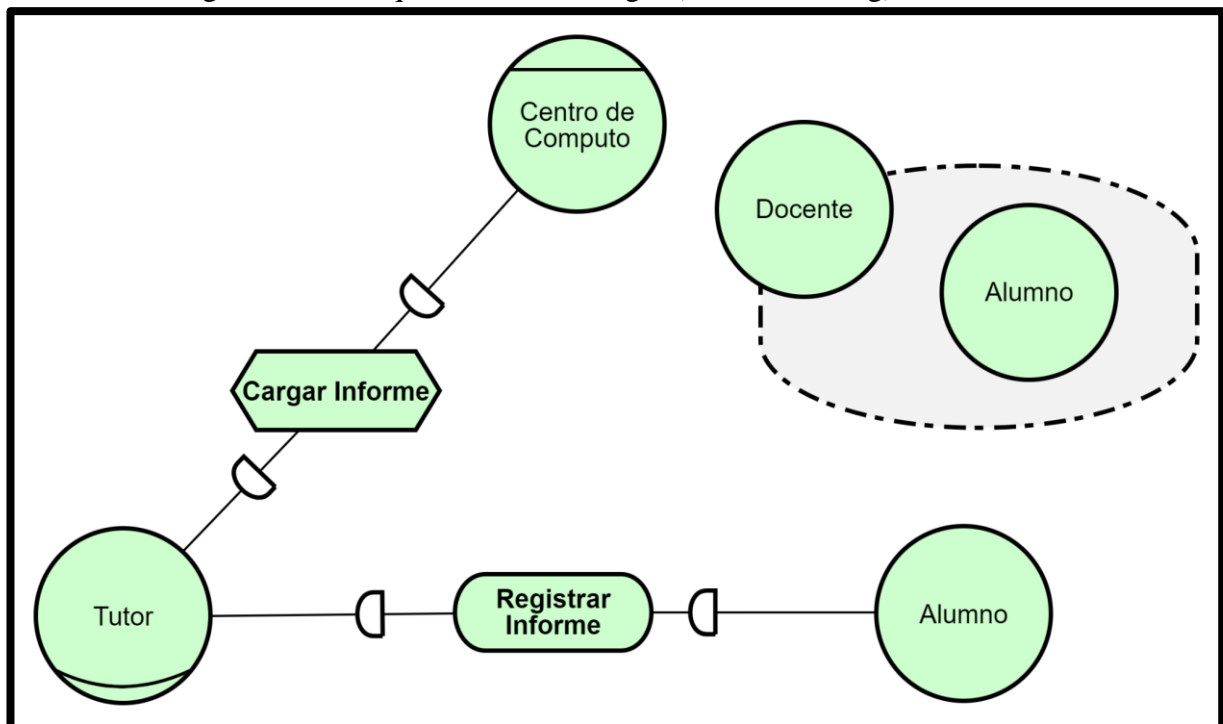 Centro de
Computo
Docente
Alumno
Cargar Informe
Tutor
Registrar
Informe
Alumno